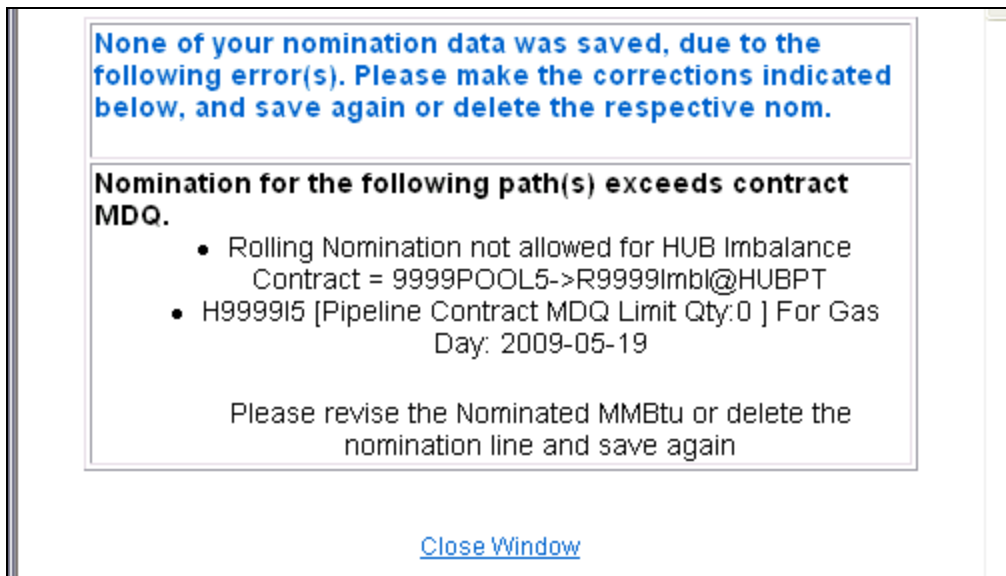 None of your nomination data was saved, due to the
following error(s). Please make the corrections indicated
below, and save again or delete the respective nom.
Nomination for the following path(s) exceeds contract
MDQ.
• Rolling Nomination not allowed for HUB Imbalance
Contract = 9999POOL5->R9999Imbl@HUBPT
• H9999I5 [Pipeline Contract MDQ Limit Qty:0 ] For Gas
Day: 2009-05-19
Please revise the Nominated MMBtu or delete the
nomination line and save again
Close Window